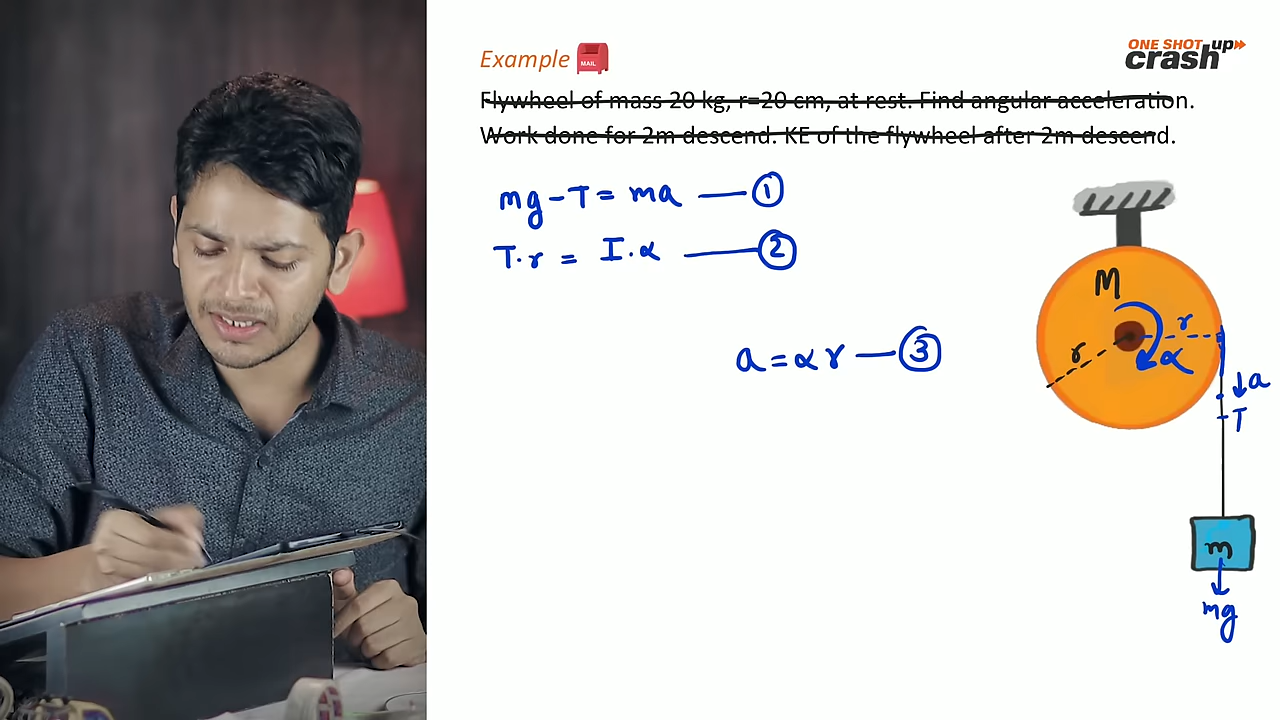 Example
MAIL
ONE SHOT up
crash
Flywheel of mass 20 kg, r=20 cm, at rest. Find angular acceleration.
Work done for 2m descend. KE of the flywheel after 2m descend.
mg-T = ma — ①
T.r = I.α — ②
a = αr — ③
M
r
r
α
a
T
m
mg